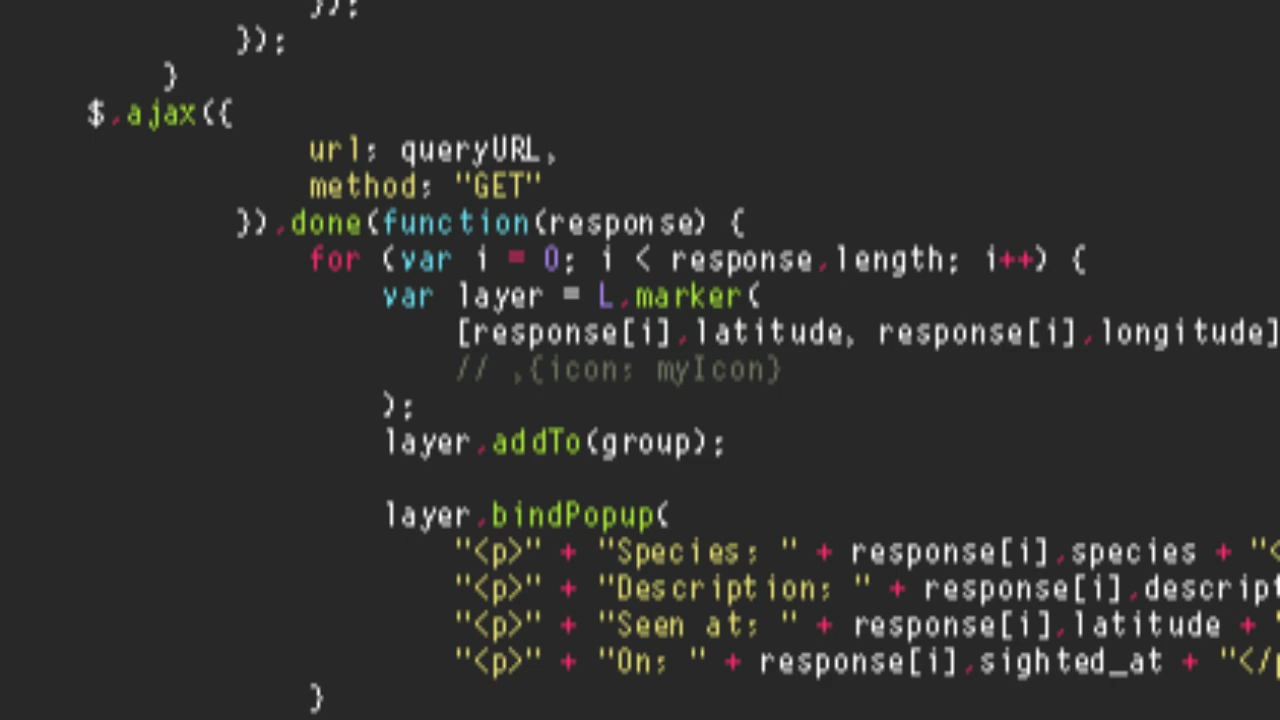 });
});
}
$.ajax({
url: queryURL,
method: "GET"
}).done(function(response) {
for (var i = 0; i < response.length; i++) {
var layer = L.marker(
[response[i].latitude, response[i].longitude]
// ,{icon: myIcon}
);
layer.addTo(group);
layer.bindPopup(
"<p>" + "Species: " + response[i].species + "<
"<p>" + "Description: " + response[i].descript
"<p>" + "Seen at: " + response[i].latitude + "
"<p>" + "On: " + response[i].sighted_at + "</p
}